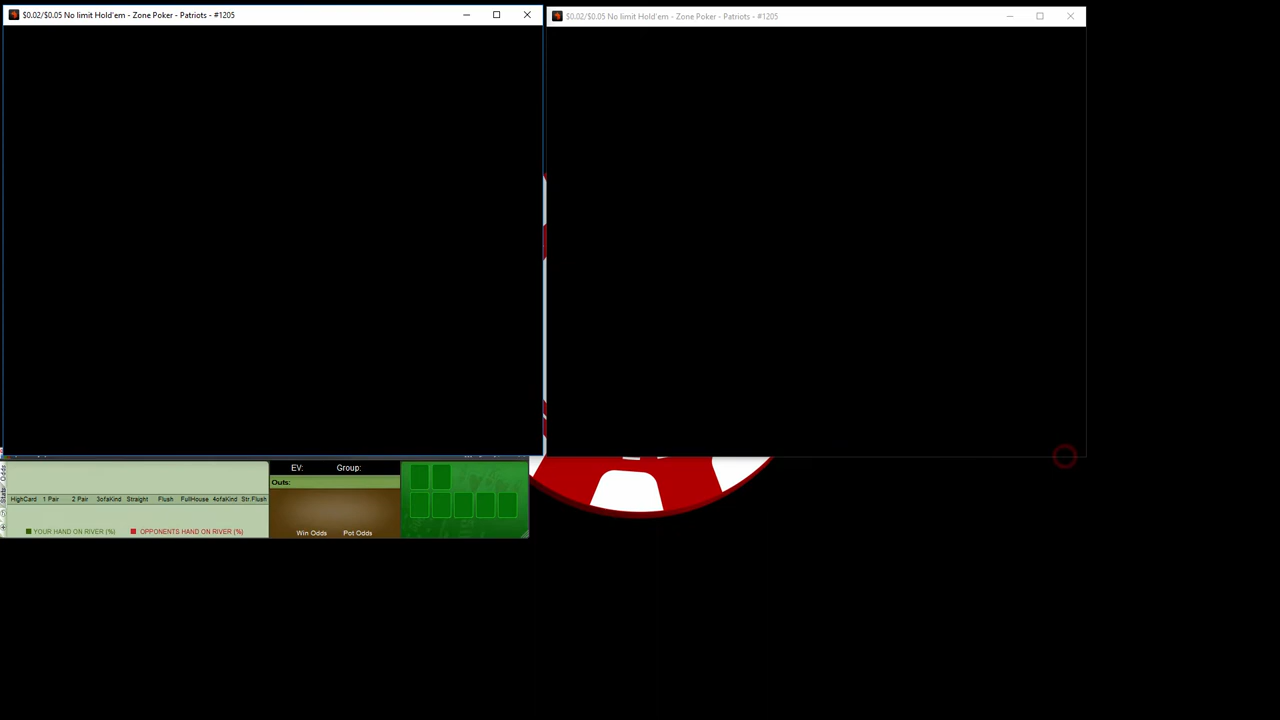 $0.02/$0.05 No limit Hold'em - Zone Poker - Patriots - #1205
$0.02/$0.05 No limit Hold'em - Zone Poker - Patriots - #1205
Odds
Stats
EV: Group:
Outs:
HighCard 1 Pair 2 Pair 3ofaKind Straight Flush FullHouse 4ofaKind Str.Flush
YOUR HAND ON RIVER (%) OPPONENTS HAND ON RIVER (%)
Win Odds Pot Odds